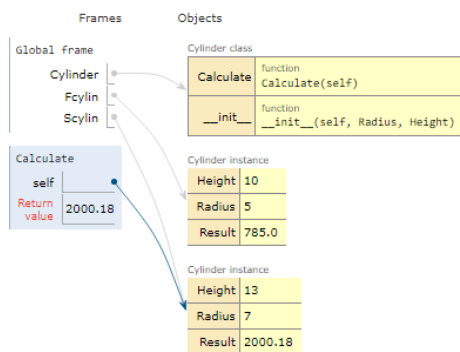 Frames Objects
Global frame
Cylinder
Fcylin
Scylin
Calculate
self
Return
value 2000.18
Cylinder class
Calculate function
Calculate(self)
__init__ function
__init__(self, Radius, Height)
Cylinder instance
Height 10
Radius 5
Result 785.0
Cylinder instance
Height 13
Radius 7
Result 2000.18